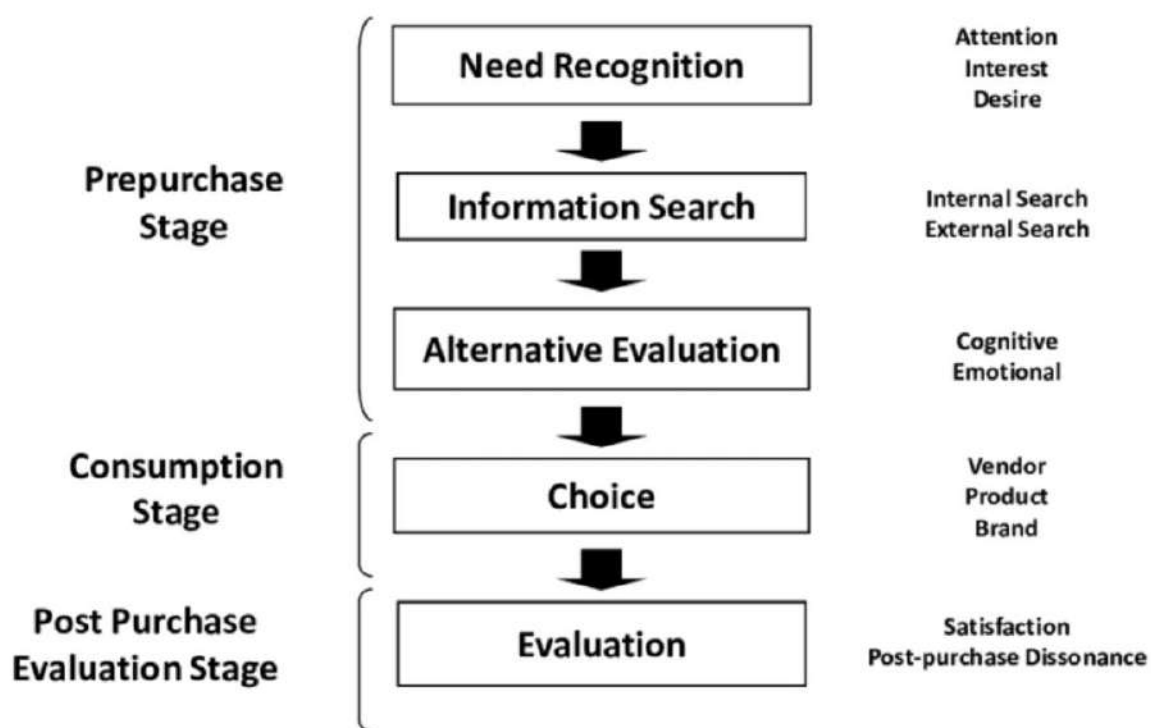 Need Recognition
Attention
Interest
Desire
Prepurchase
Stage
Information Search
Internal Search
External Search
Alternative Evaluation
Cognitive
Emotional
Consumption
Stage
Choice
Vendor
Product
Brand
Post Purchase
Evaluation Stage
Evaluation
Satisfaction
Post-purchase Dissonance